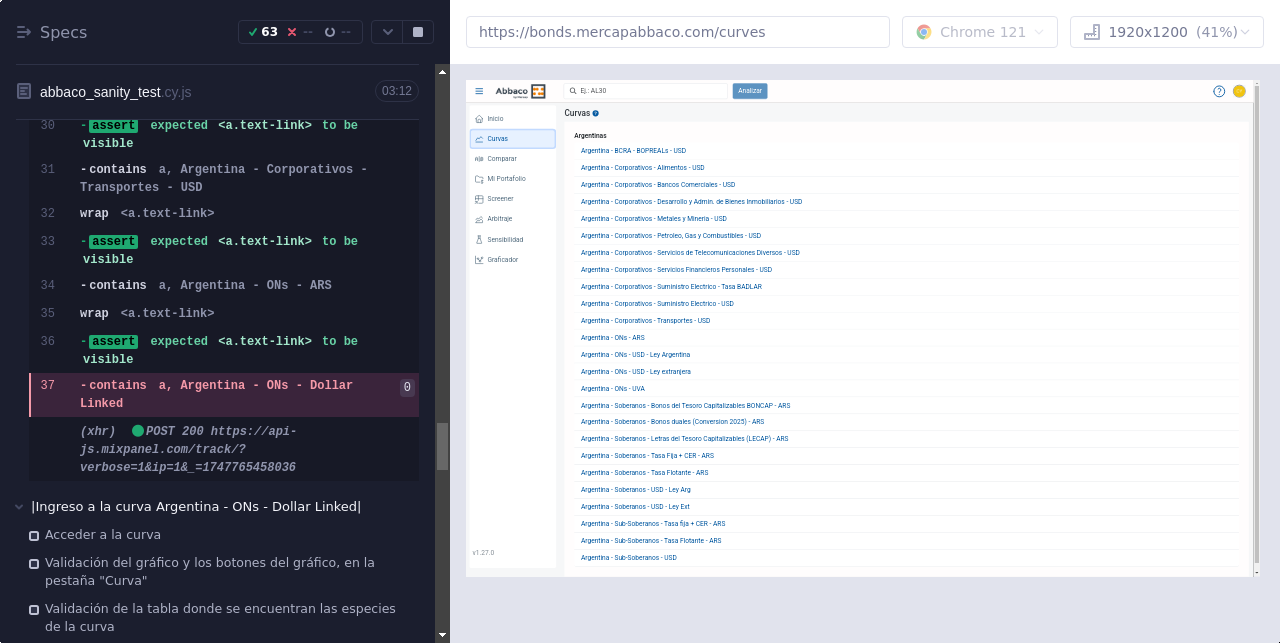 Specs
63
--
--
abbaco_sanity_test.cy.js
03:12
30 -assert expected <a.text-link> to be
visible
31 -contains a, Argentina - Corporativos -
Transportes - USD
32 wrap <a.text-link>
33 -assert expected <a.text-link> to be
visible
34 -contains a, Argentina - ONs - ARS
35 wrap <a.text-link>
36 -assert expected <a.text-link> to be
visible
37 -contains a, Argentina - ONs - Dollar
Linked
0
(xhr) POST 200 https://api-
js.mixpanel.com/track/?
verbose=1&ip=1&_=1747765458036
|Ingreso a la curva Argentina - ONs - Dollar Linked|
Acceder a la curva
Validación del gráfico y los botones del gráfico, en la
pestaña "Curva"
Validación de la tabla donde se encuentran las especies
de la curva
https://bonds.mercapabbaco.com/curves
Chrome 121
1920x1200 (41%)
Abbaco
Ej.: AL30
Analizar
?
Inicio
Curvas
Comparar
Mi Portafolio
Screener
Arbitraje
Sensibilidad
Graficador
v1.27.0
Curvas ?
Argentinas
Argentina - BCRA - BOPREALs - USD
Argentina - Corporativos - Alimentos - USD
Argentina - Corporativos - Bancos Comerciales - USD
Argentina - Corporativos - Desarrollo y Admin. de Bienes Inmobiliarios - USD
Argentina - Corporativos - Metales y Mineria - USD
Argentina - Corporativos - Petroleo, Gas y Combustibles - USD
Argentina - Corporativos - Servicios de Telecomunicaciones Diversos - USD
Argentina - Corporativos - Servicios Financieros Personales - USD
Argentina - Corporativos - Suministro Electrico - Tasa BADLAR
Argentina - Corporativos - Suministro Electrico - USD
Argentina - Corporativos - Transportes - USD
Argentina - ONs - ARS
Argentina - ONs - USD - Ley Argentina
Argentina - ONs - USD - Ley extranjera
Argentina - ONs - UVA
Argentina - Soberanos - Bonos del Tesoro Capitalizables BONCAP - ARS
Argentina - Soberanos - Bonos duales (Conversion 2025) - ARS
Argentina - Soberanos - Letras del Tesoro Capitalizables (LECAP) - ARS
Argentina - Soberanos - Tasa Fija + CER - ARS
Argentina - Soberanos - Tasa Flotante - ARS
Argentina - Soberanos - USD - Ley Arg
Argentina - Soberanos - USD - Ley Ext
Argentina - Sub-Soberanos - Tasa fija + CER - ARS
Argentina - Sub-Soberanos - Tasa Flotante - ARS
Argentina - Sub-Soberanos - USD